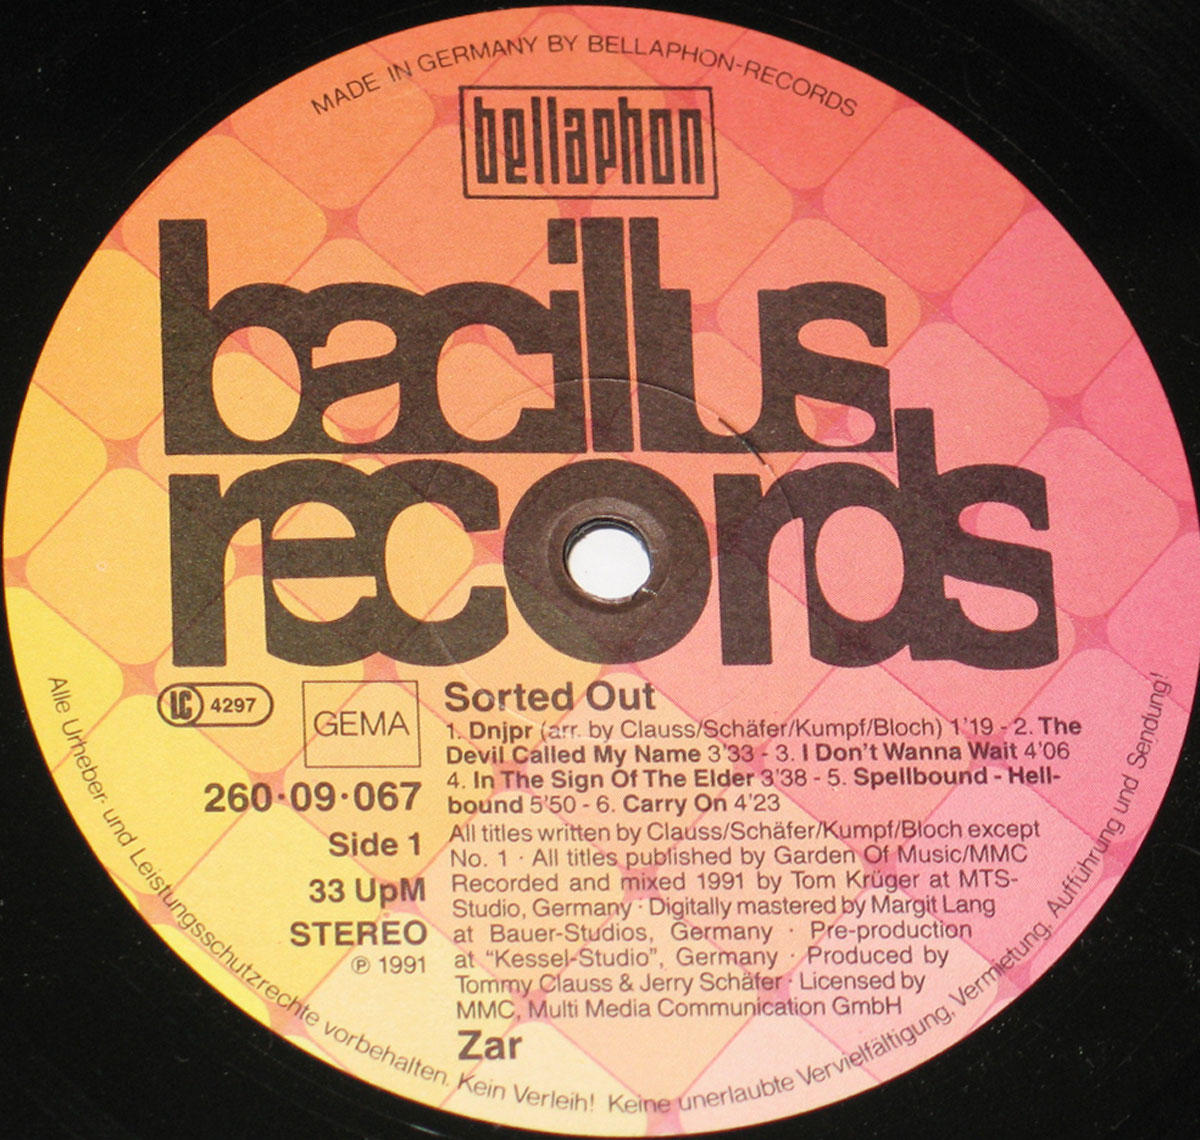 MADE IN GERMANY BY BELLAPHON-RECORDS
bellaphon
bacillus
records
LC 4297
GEMA
260·09·067
Side 1
33 UpM
STEREO
℗ 1991
Sorted Out
1. Dnjpr (arr. by Clauss/Schäfer/Kumpf/Bloch) 1'19 - 2. The
Devil Called My Name 3'33 - 3. I Don't Wanna Wait 4'06
4. In The Sign Of The Elder 3'38 - 5. Spellbound - Hell-
bound 5'50 - 6. Carry On 4'23
All titles written by Clauss/Schäfer/Kumpf/Bloch except
No. 1 · All titles published by Garden Of Music/MMC
Recorded and mixed 1991 by Tom Krüger at MTS-
Studio, Germany · Digitally mastered by Margit Lang
at Bauer-Studios, Germany · Pre-production
at "Kessel-Studio", Germany · Produced by
Tommy Clauss & Jerry Schäfer · Licensed by
MMC, Multi Media Communication GmbH
Zar
Alle Urheber- und Leistungsschutzrechte vorbehalten. Kein Verleih! Keine unerlaubte Vervielfältigung, Vermietung, Aufführung und Sendung!